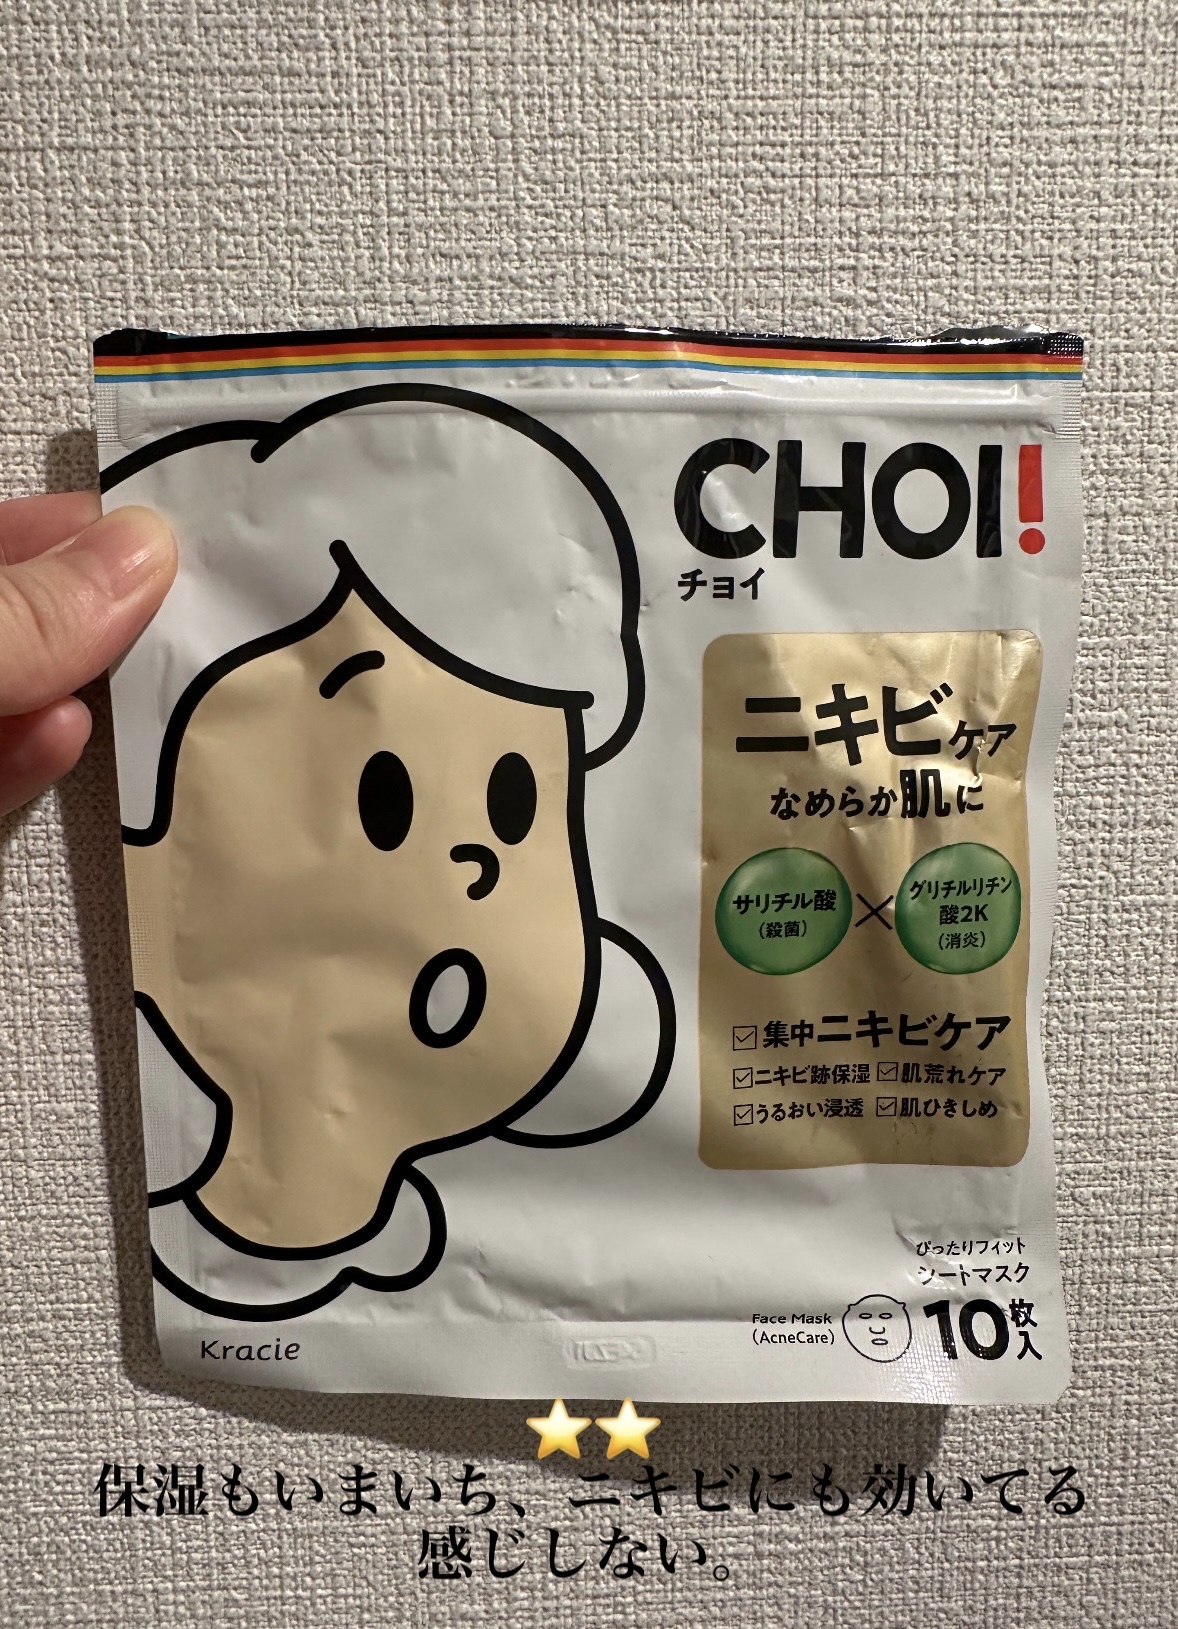 CHOI!
チョイ
ニキビケア
なめらか肌に
サリチル酸
(殺菌)
×
グリチルリチン
酸2K
(消炎)
集中ニキビケア
ニキビ跡保湿 肌荒れケア
うるおい浸透 肌ひきしめ
ぴったりフィット
シートマスク
Face Mask
(AcneCare)
10枚入
Kracie
⭐⭐
保湿もいまいち、ニキビにも効いてる
感じしない。